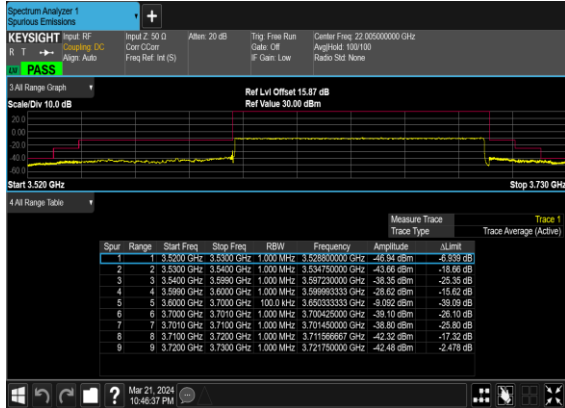 Spectrum Analyzer 1
Spurious Emissions
+
KEYSIGHT Input: RF Input Z: 50 Ω Atten: 20 dB Trig: Free Run Center Freq: 22.005000000 GHz
R T Coupling: DC Corr CCorr Gate: Off Avg|Hold: 100/100
Align: Auto Freq Ref: Int (S) IF Gain: Low Radio Std: None
PASS
3 All Range Graph
Ref Lvl Offset 15.87 dB
Scale/Div 10.0 dB Ref Value 30.00 dBm
20.0
0.00
-20.0
-40.0
-60.0
Start 3.520 GHz Stop 3.730 GHz
4 All Range Table
Measure Trace Trace 1
Trace Type Trace Average (Active)
Spur Range Start Freq Stop Freq RBW Frequency Amplitude ΔLimit
1 1 3.5200 GHz 3.5300 GHz 1.000 MHz 3.528800000 GHz -46.94 dBm -6.939 dB
2 2 3.5300 GHz 3.5400 GHz 1.000 MHz 3.534750000 GHz -43.66 dBm -18.66 dB
3 3 3.5400 GHz 3.5990 GHz 1.000 MHz 3.597230000 GHz -38.35 dBm -25.35 dB
4 4 3.5990 GHz 3.6000 GHz 1.000 MHz 3.599993333 GHz -28.62 dBm -15.62 dB
5 5 3.6000 GHz 3.7000 GHz 100.0 kHz 3.650333333 GHz -9.092 dBm -39.09 dB
6 6 3.7000 GHz 3.7010 GHz 1.000 MHz 3.700425000 GHz -39.10 dBm -26.10 dB
7 7 3.7010 GHz 3.7100 GHz 1.000 MHz 3.701450000 GHz -38.80 dBm -25.80 dB
8 8 3.7100 GHz 3.7200 GHz 1.000 MHz 3.711566667 GHz -42.32 dBm -17.32 dB
9 9 3.7200 GHz 3.7300 GHz 1.000 MHz 3.721750000 GHz -42.48 dBm -2.478 dB
? Mar 21, 2024
10:46:37 PM